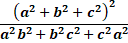 (a² + b² + c²)²
a²b² + b²c² + c²a²